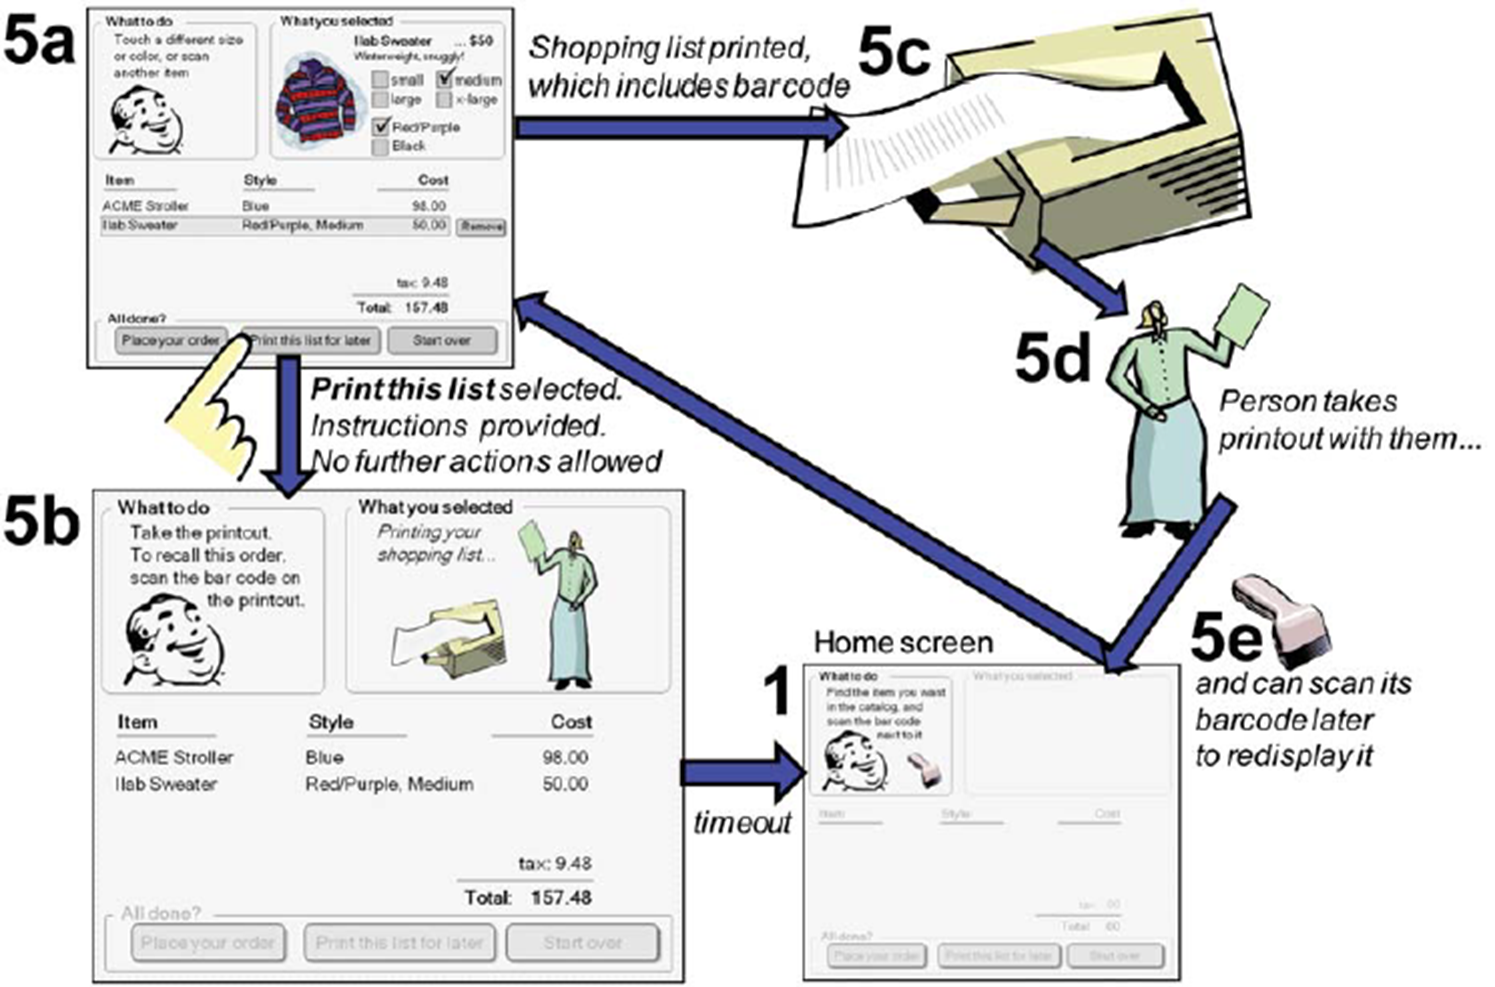 5a
What to do
Touch a different size
or color, or scan
another item
What you selected
Ilab Sweater ... $50
Winterweight, snuggly!
small medium
large x-large
Red/Purple
Black
Item Style Cost
ACME Stroller Blue 98.00
Ilab Sweater Red/Purple, Medium 50.00 Remove
tax: 9.48
Total: 157.48
All done?
Place your order Print this list for later Start over
Shopping list printed,
which includes barcode
5c
5d
Person takes
printout with them...
Print this list selected.
Instructions provided.
No further actions allowed
5b
What to do
Take the printout.
To recall this order,
scan the bar code on
the printout.
What you selected
Printing your
shopping list...
Item Style Cost
ACME Stroller Blue 98.00
Ilab Sweater Red/Purple, Medium 50.00
tax: 9.48
Total: 157.48
All done?
Place your order Print this list for later Start over
timeout
Home screen
1
What to do
Find the item you want
in the catalog, and
scan the bar code
next to it
What you selected
Item Style Cost
tax: 00
Total 00
All done?
Place your order Print this list for later Start over
5e
and can scan its
barcode later
to redisplay it